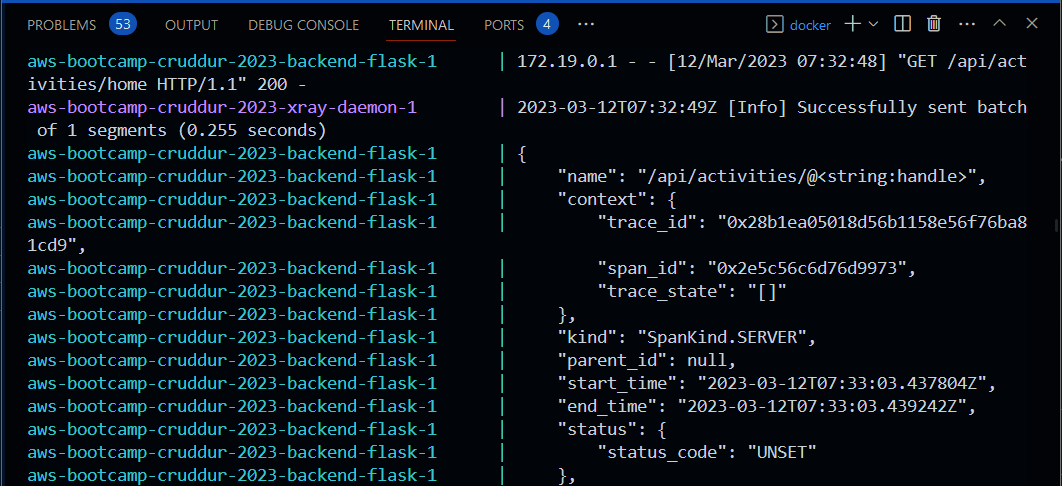 PROBLEMS 53 OUTPUT DEBUG CONSOLE TERMINAL PORTS 4 ··· docker
aws-bootcamp-cruddur-2023-backend-flask-1 | 172.19.0.1 - - [12/Mar/2023 07:32:48] "GET /api/act
ivities/home HTTP/1.1" 200 -
aws-bootcamp-cruddur-2023-xray-daemon-1 | 2023-03-12T07:32:49Z [Info] Successfully sent batch
of 1 segments (0.255 seconds)
aws-bootcamp-cruddur-2023-backend-flask-1 | {
aws-bootcamp-cruddur-2023-backend-flask-1 | "name": "/api/activities/@<string:handle>",
aws-bootcamp-cruddur-2023-backend-flask-1 | "context": {
aws-bootcamp-cruddur-2023-backend-flask-1 | "trace_id": "0x28b1ea05018d56b1158e56f76ba8
1cd9",
aws-bootcamp-cruddur-2023-backend-flask-1 | "span_id": "0x2e5c56c6d76d9973",
aws-bootcamp-cruddur-2023-backend-flask-1 | "trace_state": "[]"
aws-bootcamp-cruddur-2023-backend-flask-1 | },
aws-bootcamp-cruddur-2023-backend-flask-1 | "kind": "SpanKind.SERVER",
aws-bootcamp-cruddur-2023-backend-flask-1 | "parent_id": null,
aws-bootcamp-cruddur-2023-backend-flask-1 | "start_time": "2023-03-12T07:33:03.437804Z",
aws-bootcamp-cruddur-2023-backend-flask-1 | "end_time": "2023-03-12T07:33:03.439242Z",
aws-bootcamp-cruddur-2023-backend-flask-1 | "status": {
aws-bootcamp-cruddur-2023-backend-flask-1 | "status_code": "UNSET"
aws-bootcamp-cruddur-2023-backend-flask-1 | },